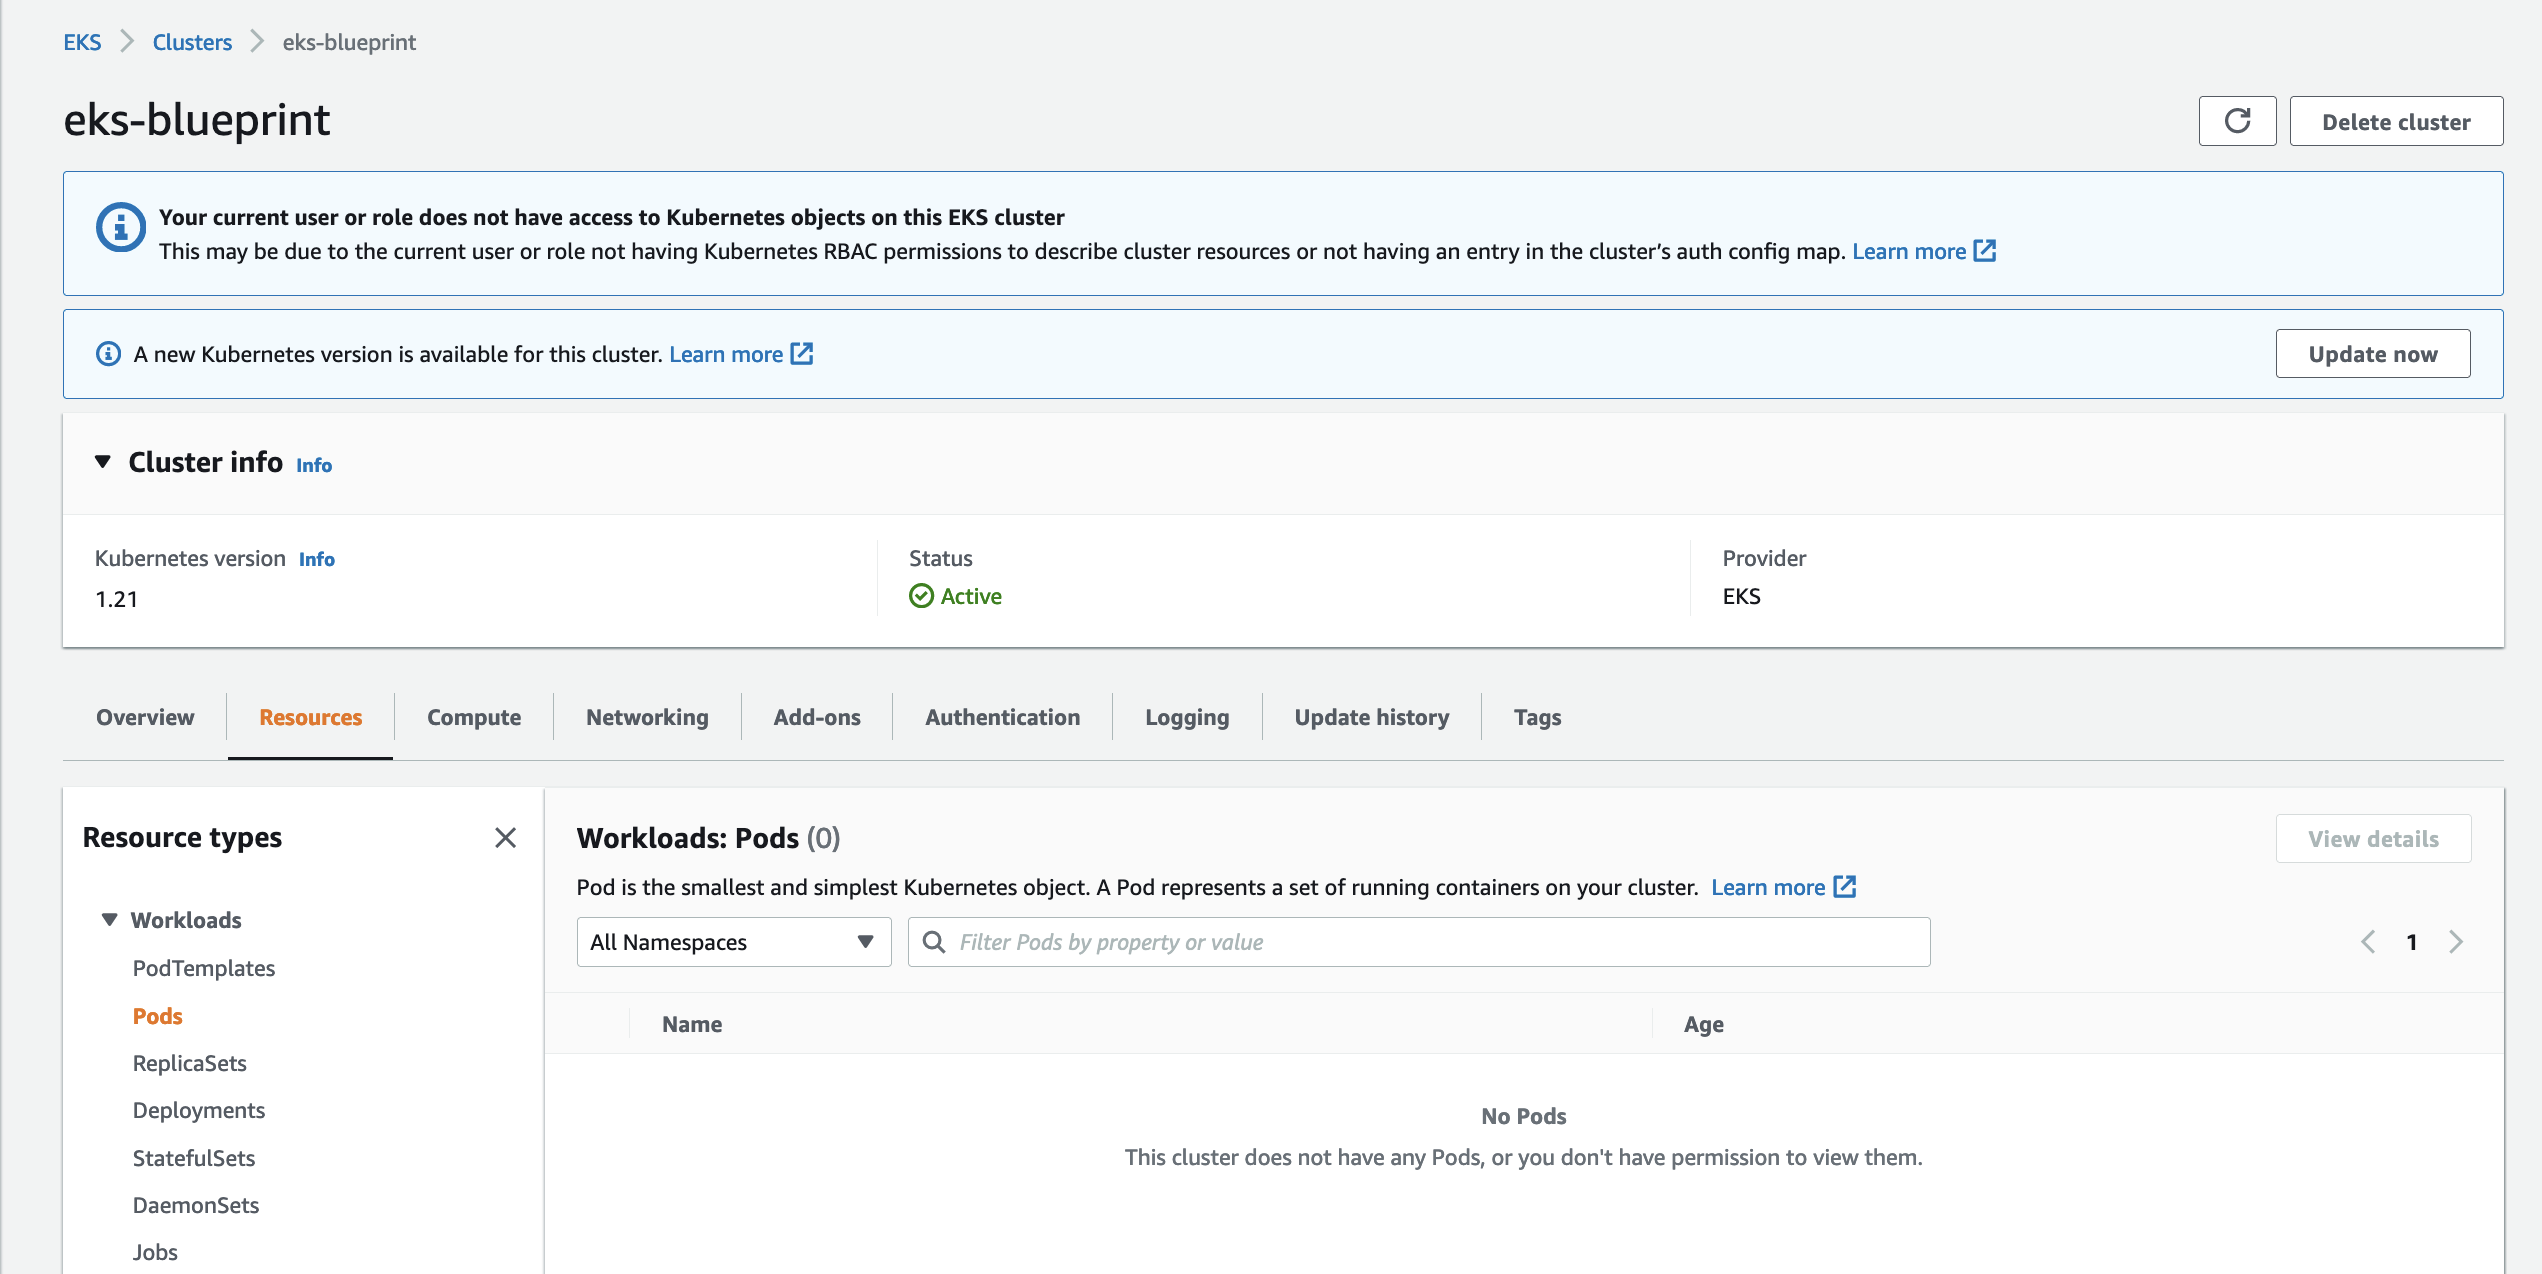 EKS > Clusters > eks-blueprint
eks-blueprint
Delete cluster
Your current user or role does not have access to Kubernetes objects on this EKS cluster
This may be due to the current user or role not having Kubernetes RBAC permissions to describe cluster resources or not having an entry in the cluster’s auth config map. Learn more
A new Kubernetes version is available for this cluster. Learn more
Update now
Cluster info Info
Kubernetes version Info
1.21
Status
Active
Provider
EKS
Overview Resources Compute Networking Add-ons Authentication Logging Update history Tags
Resource types
Workloads
PodTemplates
Pods
ReplicaSets
Deployments
StatefulSets
DaemonSets
Jobs
Workloads: Pods (0)
View details
Pod is the smallest and simplest Kubernetes object. A Pod represents a set of running containers on your cluster. Learn more
All Namespaces
Filter Pods by property or value
1
Name Age
No Pods
This cluster does not have any Pods, or you don't have permission to view them.